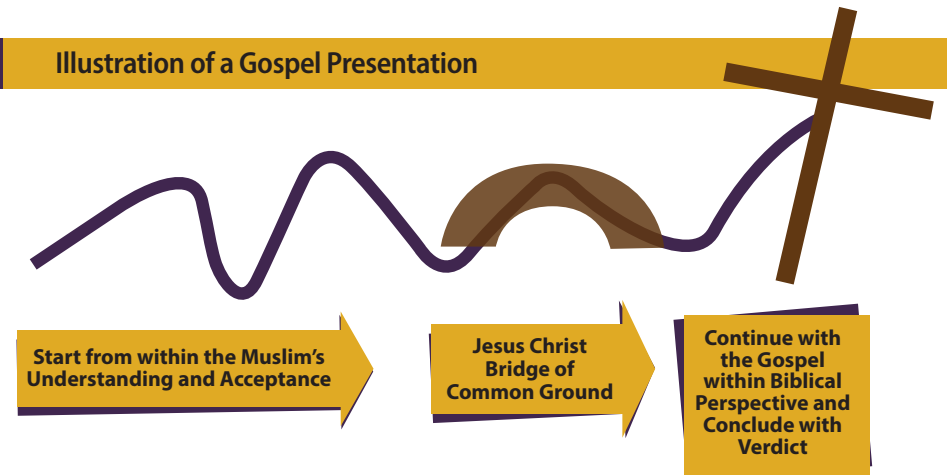 Illustration of a Gospel Presentation
Start from within the Muslim’s
Understanding and Acceptance
Jesus Christ
Bridge of
Common Ground
Continue with
the Gospel
within Biblical
Perspective and
Conclude with
Verdict